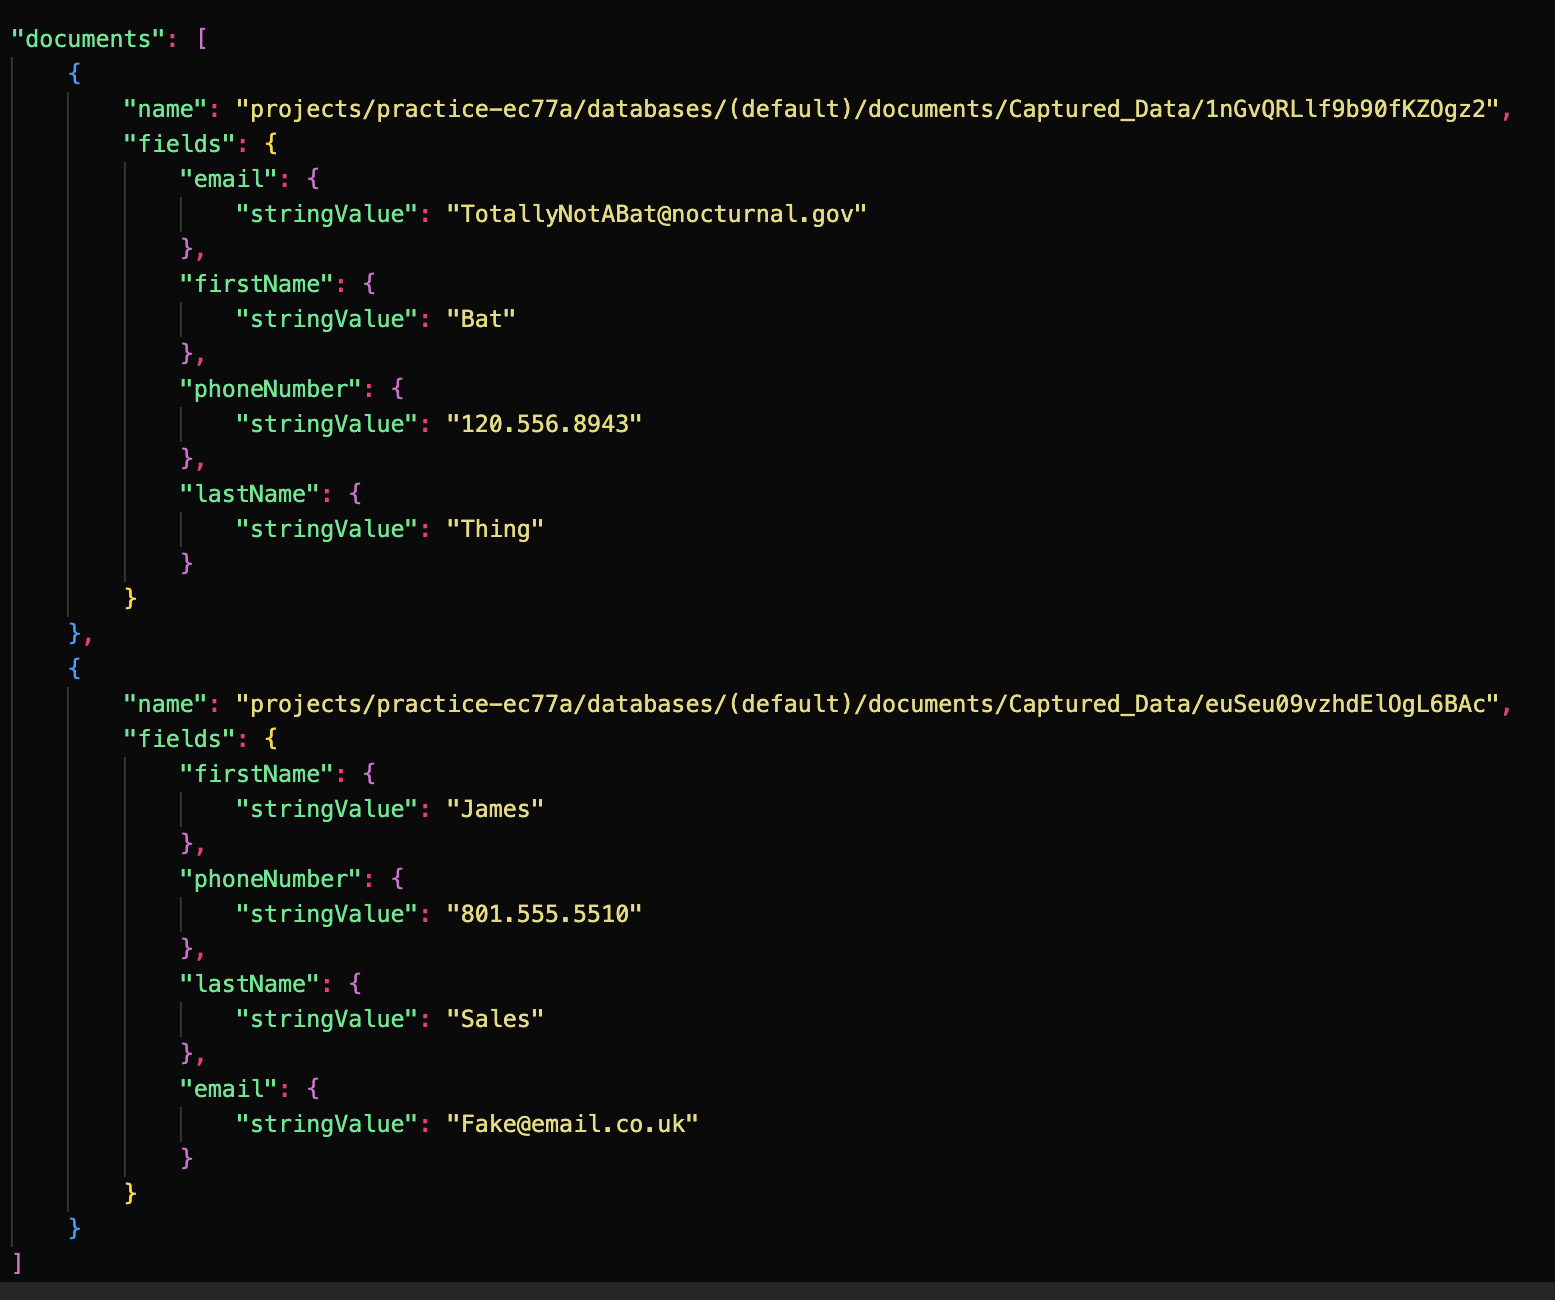 "documents": [
{
"name": "projects/practice-ec77a/databases/(default)/documents/Captured_Data/1nGvQRLlf9b90fKZOgz2",
"fields": {
"email": {
"stringValue": "TotallyNotABat@nocturnal.gov"
},
"firstName": {
"stringValue": "Bat"
},
"phoneNumber": {
"stringValue": "120.556.8943"
},
"lastName": {
"stringValue": "Thing"
}
}
},
{
"name": "projects/practice-ec77a/databases/(default)/documents/Captured_Data/euSeu09vzhdElOgL6BAc",
"fields": {
"firstName": {
"stringValue": "James"
},
"phoneNumber": {
"stringValue": "801.555.5510"
},
"lastName": {
"stringValue": "Sales"
},
"email": {
"stringValue": "Fake@email.co.uk"
}
}
}
]